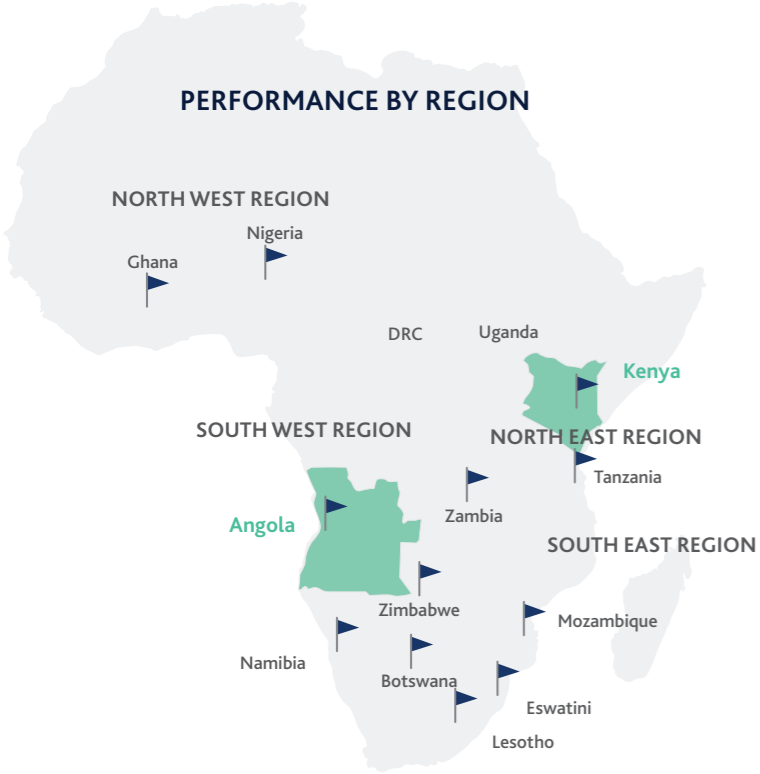 PERFORMANCE BY REGION
NORTH WEST REGION
Nigeria
Ghana
DRC
Uganda
Kenya
SOUTH WEST REGION
NORTH EAST REGION
Tanzania
Zambia
Angola
SOUTH EAST REGION
Zimbabwe
Mozambique
Namibia
Botswana
Eswatini
Lesotho